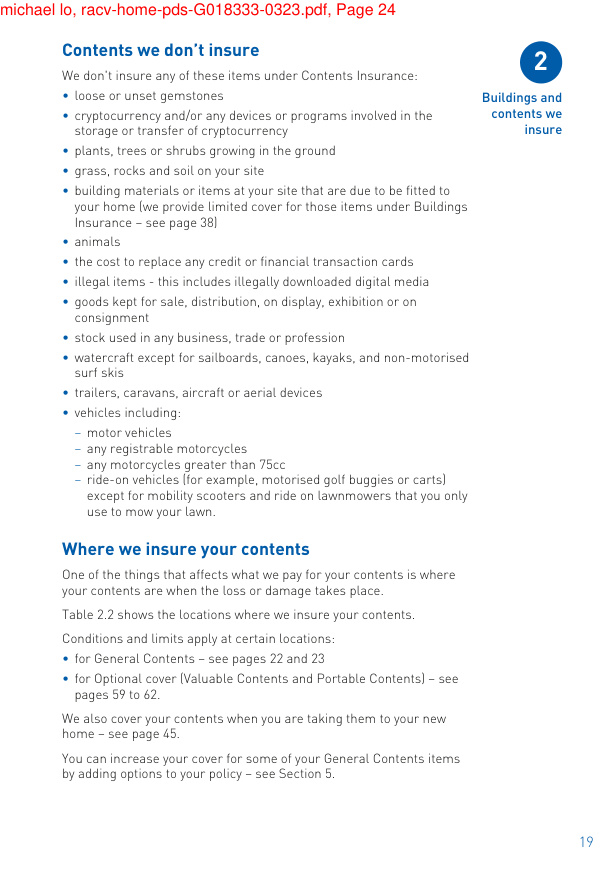 michael lo, racv-home-pds-G018333-0323.pdf, Page 24
Contents we don't insure
We don't insure any of these items under Contents Insurance:
• loose or unset gemstones
• cryptocurrency and/or any devices or programs involved in the
storage or transfer of cryptocurrency
• plants, trees or shrubs growing in the ground
• grass, rocks and soil on your site
• building materials or items at your site that are due to be fitted to
your home (we provide limited cover for those items under Buildings
Insurance – see page 38)
• animals
• the cost to replace any credit or financial transaction cards
• illegal items - this includes illegally downloaded digital media
• goods kept for sale, distribution, on display, exhibition or on
consignment
• stock used in any business, trade or profession
• watercraft except for sailboards, canoes, kayaks, and non-motorised
surf skis
• trailers, caravans, aircraft or aerial devices
• vehicles including:
– motor vehicles
– any registrable motorcycles
– any motorcycles greater than 75cc
– ride-on vehicles (for example, motorised golf buggies or carts)
except for mobility scooters and ride on lawnmowers that you only
use to mow your lawn.
Where we insure your contents
One of the things that affects what we pay for your contents is where
your contents are when the loss or damage takes place.
Table 2.2 shows the locations where we insure your contents.
Conditions and limits apply at certain locations:
• for General Contents – see pages 22 and 23
• for Optional cover (Valuable Contents and Portable Contents) – see
pages 59 to 62.
We also cover your contents when you are taking them to your new
home – see page 45.
You can increase your cover for some of your General Contents items
by adding options to your policy – see Section 5.
2
Buildings and
contents we
insure
19